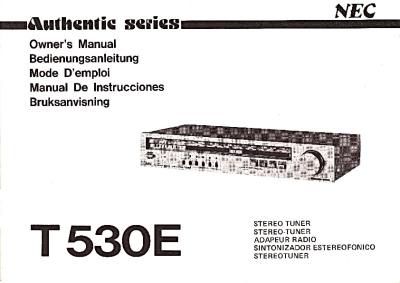 Authentic series
NEC
Owner's Manual
Bedienungsanleitung
Mode D'emploi
Manual De Instrucciones
Bruksanvisning
T530E
STEREO TUNER
STEREO-TUNER
ADAPEUR RADIO
SINTONIZADOR ESTEREOFONICO
STEREOTUNER